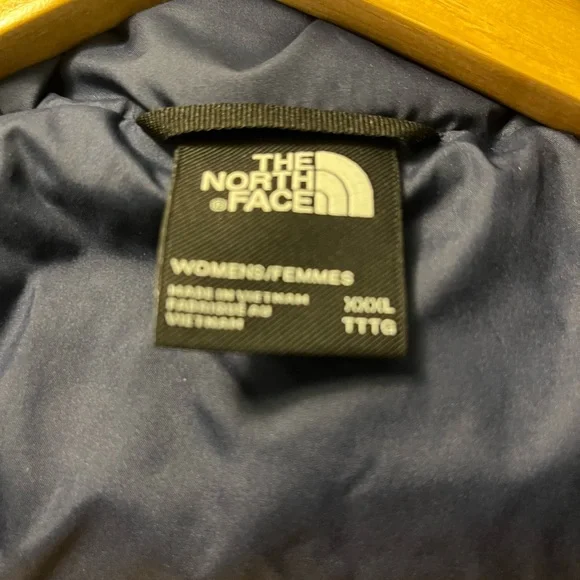 THE
NORTH
® FACE
WOMENS/FEMMES
MADE IN VIETNAM XXXL
FABRIQUÉ AU TTTG
VIETNAM